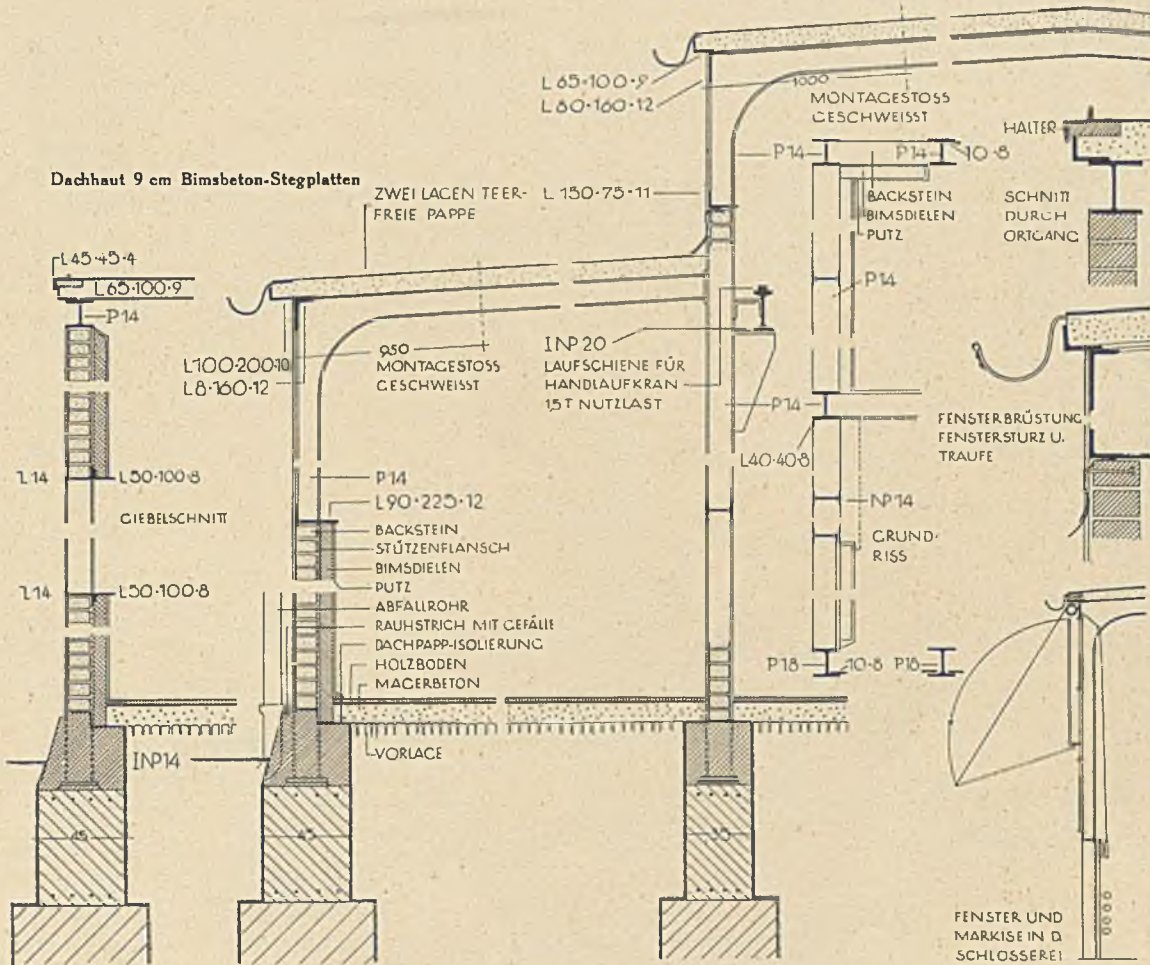 Dachhaut 9 cm Bimsbeton-Stegplatten
ZWEI LAGEN TEER-
FREIE PAPPE
L 65·100·9
L 80·160·12
L 150·75·11
1000
MONTAGESTOSS
GESCHWEISST
P14
P14
10·8
BACKSTEIN
BIMSDIELEN
PUTZ
HALTER
SCHNITT
DURCH
ORTGANG
L45·45·4
L65·100·9
P14
L100·200·10
L8·160·12
950
MONTAGESTOSS
GESCHWEISST
INP 20
LAUFSCHIENE FÜR
HANDLAUFKRAN
1,5 T NUTZLAST
P14
P14
L40·40·8
FENSTERBRÜSTUNG
FENSTERSTURZ U.
TRAUFE
NP14
GRUND-
RISS
L50·100·8
GIEBELSCHNITT
L50·100·8
P14
L90·225·12
BACKSTEIN
STÜTZENFLANSCH
BIMSDIELEN
PUTZ
ABFALLROHR
RAUHSTRICH MIT GEFÄLLE
DACHPAPP-ISOLIERUNG
HOLZBODEN
MAGERBETON
VORLAGE
P18
10·8
P18
INP14
45
45
FENSTER UND
MARKISE IN D.
SCHLOSSEREI